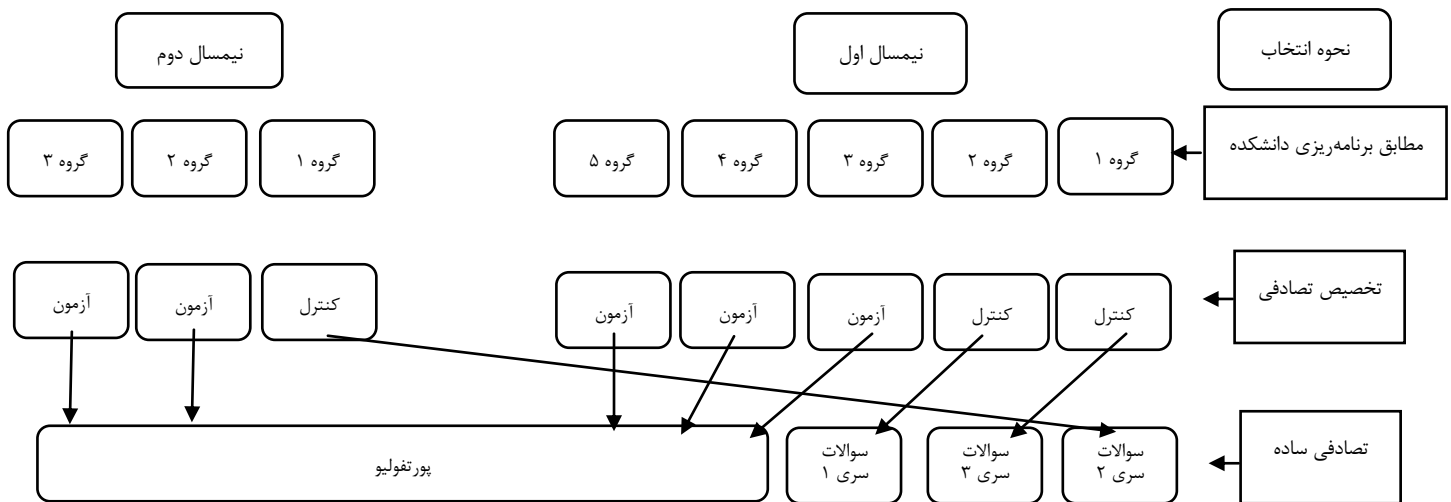 نحوه انتخاب
نیمسال اول
نیمسال دوم
مطابق برنامه‌ریزی دانشکده
گروه ۱
گروه ۲
گروه ۳
گروه ۴
گروه ۵
گروه ۱
گروه ۲
گروه ۳
تخصیص تصادفی
کنترل
کنترل
آزمون
آزمون
آزمون
کنترل
آزمون
آزمون
تصادفی ساده
سوالات
سری ۲
سوالات
سری ۳
سوالات
سری ۱
پورتفولیو